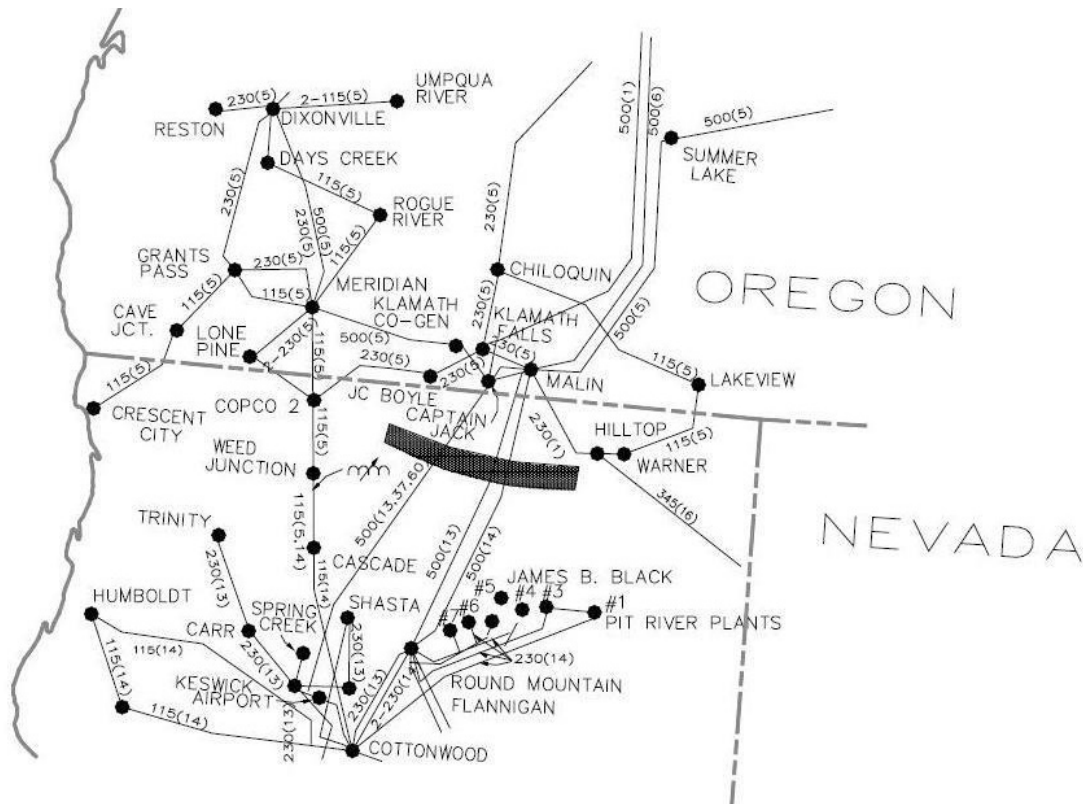 UMPQUA
RIVER
230(5)
2-115(5)
RESTON
DIXONVILLE
500(1)
500(6)
500(5)
SUMMER
LAKE
DAYS CREEK
115(5)
230(5)
ROGUE
RIVER
230(5)
500(5)
230(5)
115(5)
GRANTS
PASS
230(5)
CHILOQUIN
OREGON
115(5)
115(5)
MERIDIAN
KLAMATH
CO-GEN
230(5)
KLAMATH
FALLS
500(5)
CAVE
JCT.
LONE
PINE
2-230(5)
500(5)
230(5)
115(5)
115(5)
230(5)
115(5)
JC BOYLE
230(5)
MALIN
LAKEVIEW
CRESCENT
CITY
COPCO 2
CAPTAIN
JACK
230(1)
HILLTOP
115(5)
WARNER
115(5)
WEED
JUNCTION
345(16)
NEVADA
TRINITY
115(5,14)
500(13,37,60)
500(13)
500(14)
230(13)
CASCADE
JAMES B. BLACK
#5
#4
#3
#1
PIT RIVER PLANTS
HUMBOLDT
115(14)
SHASTA
#7
#6
SPRING
CREEK
CARR
115(14)
230(13)
230(13)
230(14)
115(14)
KESWICK
AIRPORT
ROUND MOUNTAIN
FLANNIGAN
230(13)
2-230(14)
115(14)
230(13)
COTTONWOOD